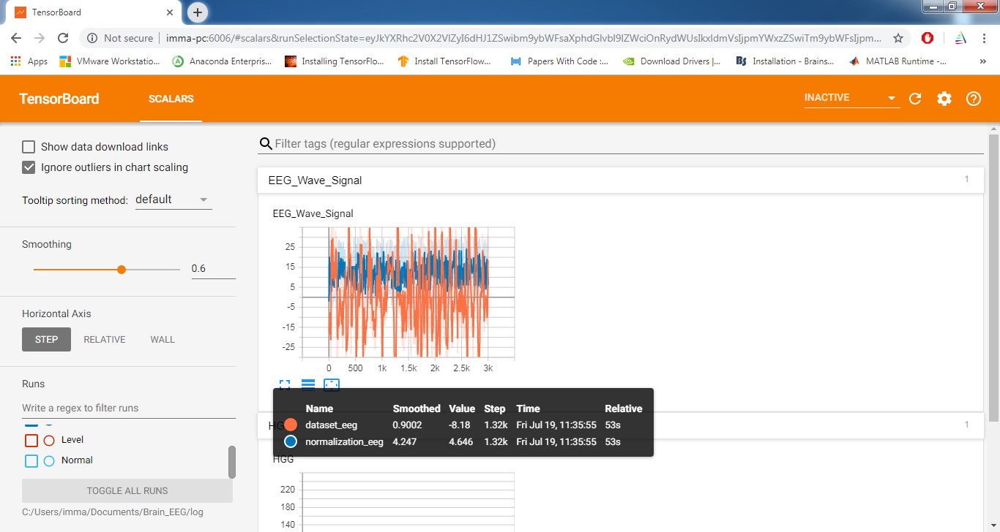 TensorBoard
Not secure | imma-pc:6006/#scalars&runSelectionState=
Apps VMware Workstatio... Anaconda Enterpris... Installing TensorFlo... Install TensorFlow... Papers With Code :... Download Drivers |... Installation - Brains... MATLAB Runtime -... »
TensorBoard SCALARS INACTIVE
Show data download links
Ignore outliers in chart scaling
Tooltip sorting method: default
Smoothing
0.6
Horizontal Axis
STEP RELATIVE WALL
Runs
Write a regex to filter runs
Level
Normal
TOGGLE ALL RUNS
C:/Users/imma/Documents/Brain_EEG/log
Filter tags (regular expressions supported)
EEG_Wave_Signal 1
EEG_Wave_Signal
25
15
5
-5
-15
-25
0 500 1k 1.5k 2k 2.5k 3k
Name Smoothed Value Step Time Relative
dataset_eeg 0.9002 -8.18 1.32k Fri Jul 19, 11:35:55 53s
normalization_eeg 4.247 4.646 1.32k Fri Jul 19, 11:35:55 53s
1
HGG
220
180
140